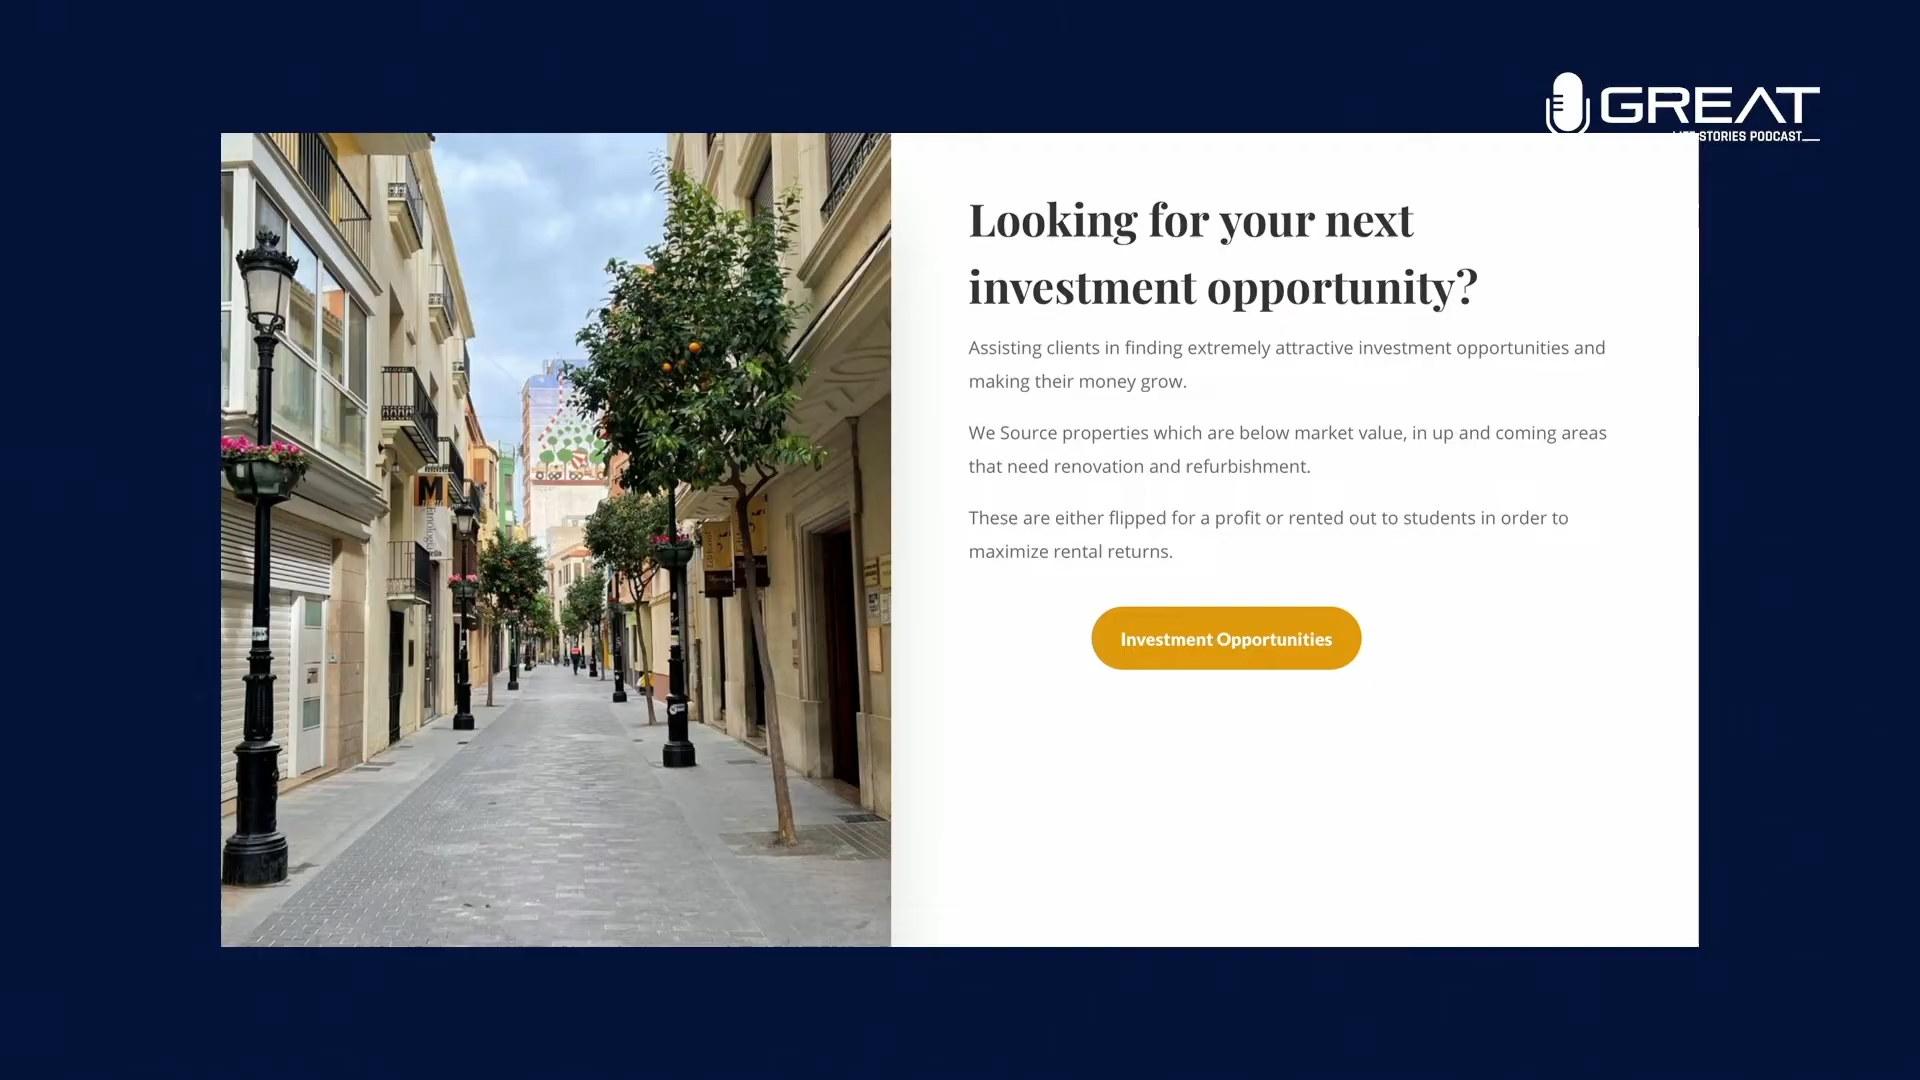 GREAT
STORIES PODCAST
Looking for your next
investment opportunity?
Assisting clients in finding extremely attractive investment opportunities and
making their money grow.
We Source properties which are below market value, in up and coming areas
that need renovation and refurbishment.
These are either flipped for a profit or rented out to students in order to
maximize rental returns.
Investment Opportunities
M